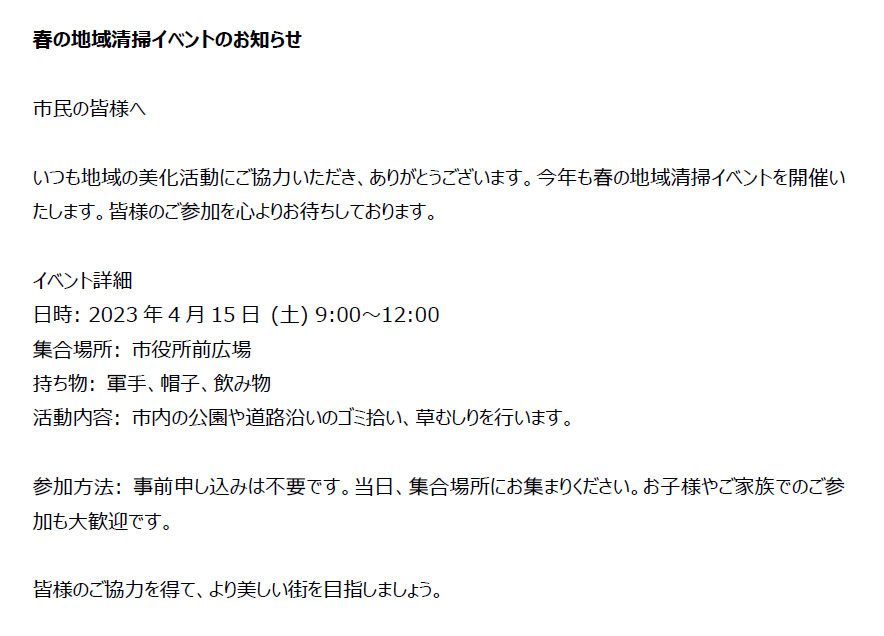 春の地域清掃イベントのお知らせ
市民の皆様へ
いつも地域の美化活動にご協力いただき、ありがとうございます。今年も春の地域清掃イベントを開催い
たします。皆様のご参加を心よりお待ちしております。
イベント詳細
日時: 2023 年 4 月 15 日 (土) 9:00～12:00
集合場所: 市役所前広場
持ち物: 軍手、帽子、飲み物
活動内容: 市内の公園や道路沿いのゴミ拾い、草むしりを行います。
参加方法: 事前申し込みは不要です。当日、集合場所にお集まりください。お子様やご家族でのご参
加も大歓迎です。
皆様のご協力を得て、より美しい街を目指しましょう。